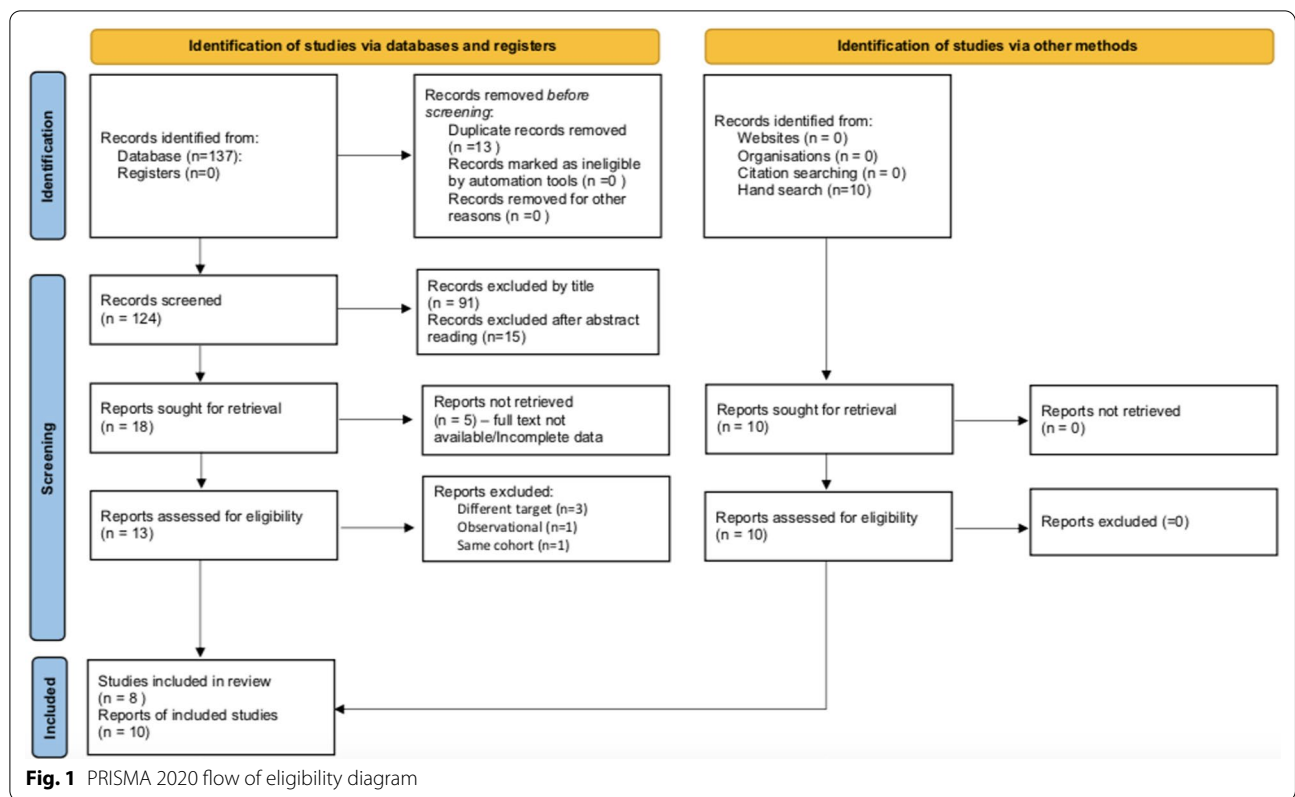 Identification of studies via databases and registers
Identification of studies via other methods
Identification
Records identified from:
Database (n=137):
Registers (n=0)
Records removed before
screening:
Duplicate records removed
(n =13 )
Records marked as ineligible
by automation tools (n =0 )
Records removed for other
reasons (n =0 )
Records identified from:
Websites (n = 0)
Organisations (n = 0)
Citation searching (n = 0)
Hand search (n=10)
Screening
Records screened
(n = 124)
Records excluded by title
(n = 91)
Records excluded after abstract
reading (n=15)
Reports sought for retrieval
(n = 18)
Reports not retrieved
(n = 5) – full text not
available/Incomplete data
Reports sought for retrieval
(n = 10)
Reports not retrieved
(n = 0)
Reports assessed for eligibility
(n = 13)
Reports excluded:
Different target (n=3)
Observational (n=1)
Same cohort (n=1)
Reports assessed for eligibility
(n = 10)
Reports excluded (=0)
Included
Studies included in review
(n = 8 )
Reports of included studies
(n = 10)
Fig. 1 PRISMA 2020 flow of eligibility diagram